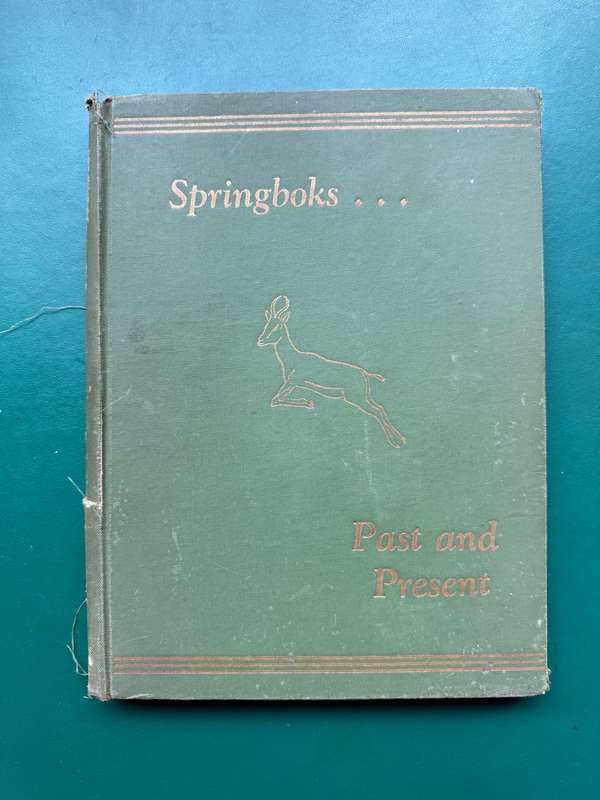 Springboks . . .
Past and
Present